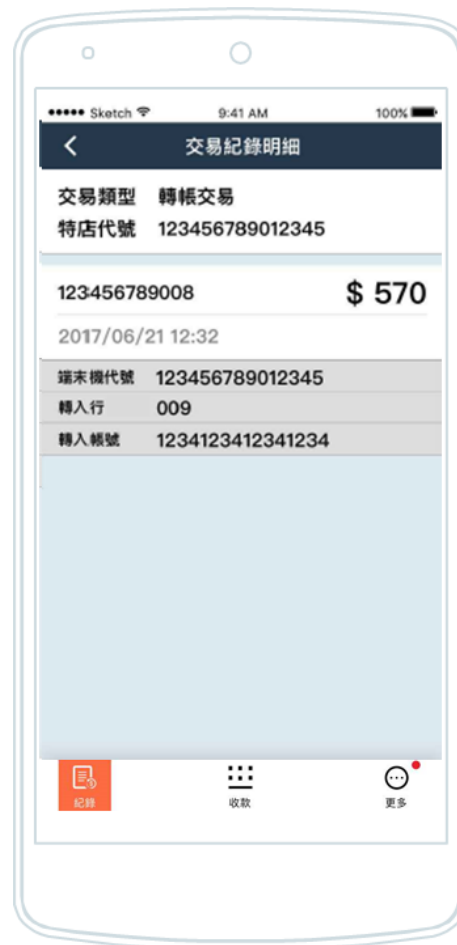 Sketch 9:41 AM 100%
交易紀錄明細
交易類型 轉帳交易
特店代號 123456789012345
123456789008 $ 570
2017/06/21 12:32
端末機代號 123456789012345
轉入行 009
轉入帳號 1234123412341234
紀錄 收款 更多